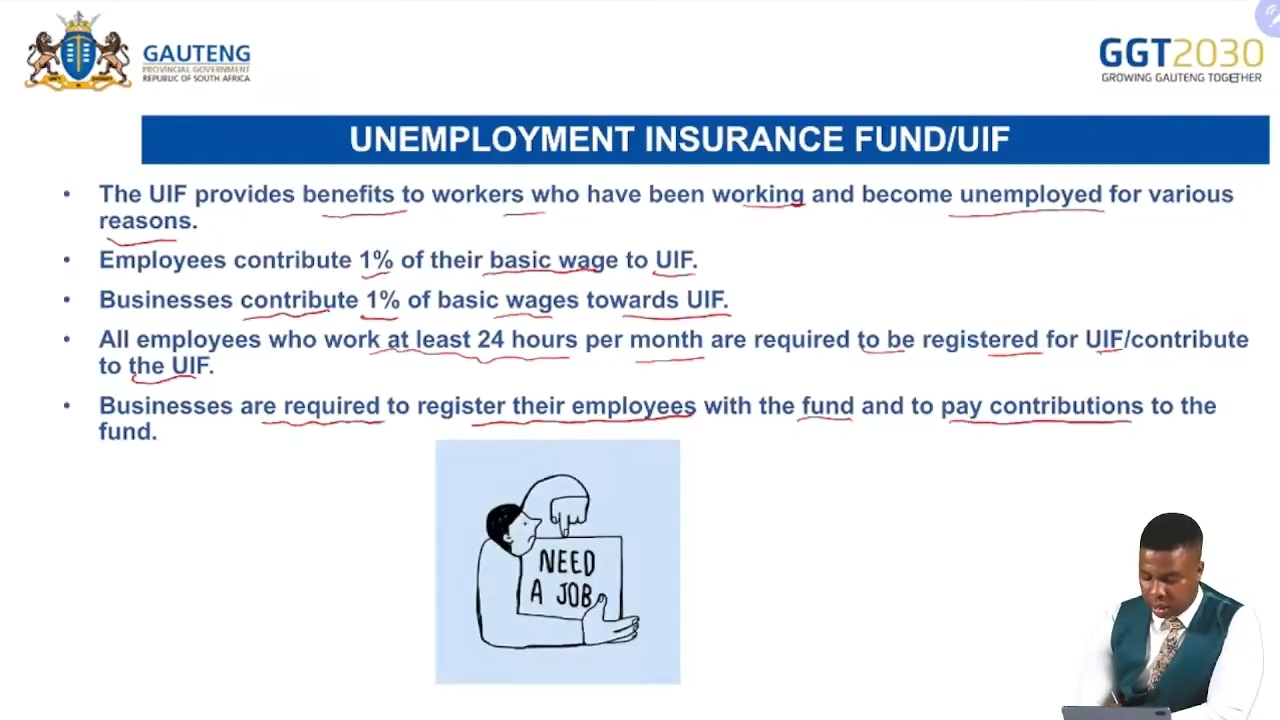 GAUTENG
PROVINCIAL GOVERNMENT
REPUBLIC OF SOUTH AFRICA
GGT2030
GROWING GAUTENG TOGETHER
UNEMPLOYMENT INSURANCE FUND/UIF
• The UIF provides benefits to workers who have been working and become unemployed for various
reasons.
• Employees contribute 1% of their basic wage to UIF.
• Businesses contribute 1% of basic wages towards UIF.
• All employees who work at least 24 hours per month are required to be registered for UIF/contribute
to the UIF.
• Businesses are required to register their employees with the fund and to pay contributions to the
fund.
NEED
A JOB